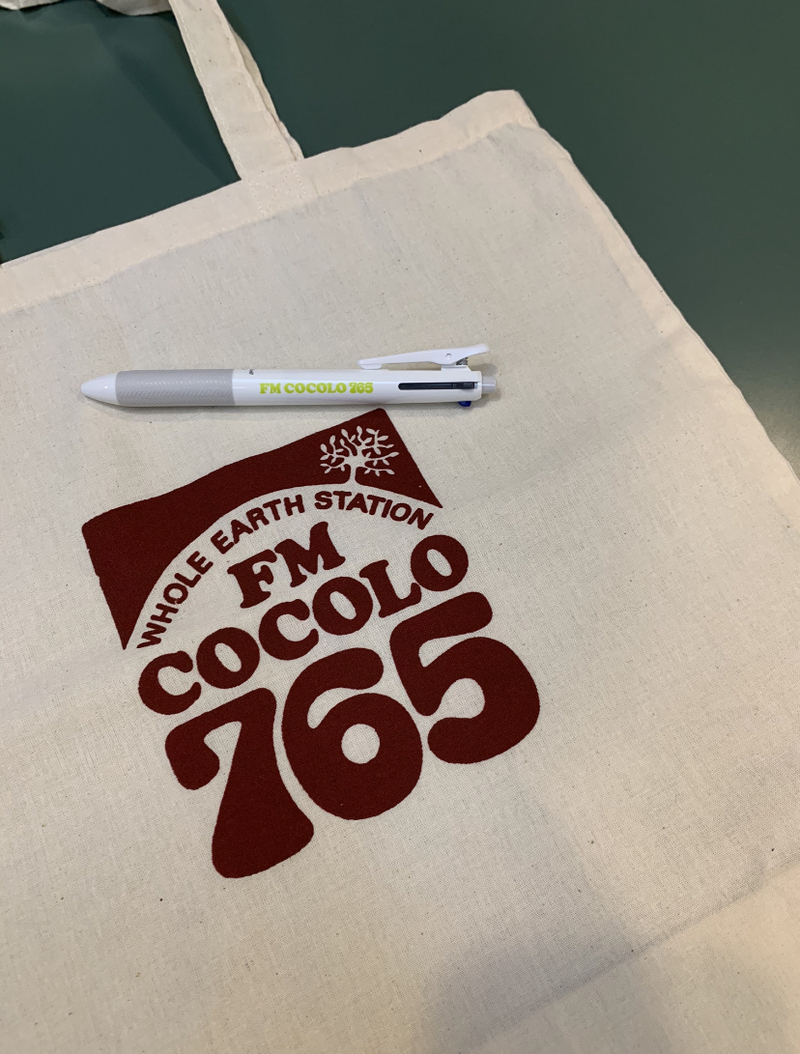 FM COCOLO 765
WHOLE EARTH STATION
FM
COCOLO
765